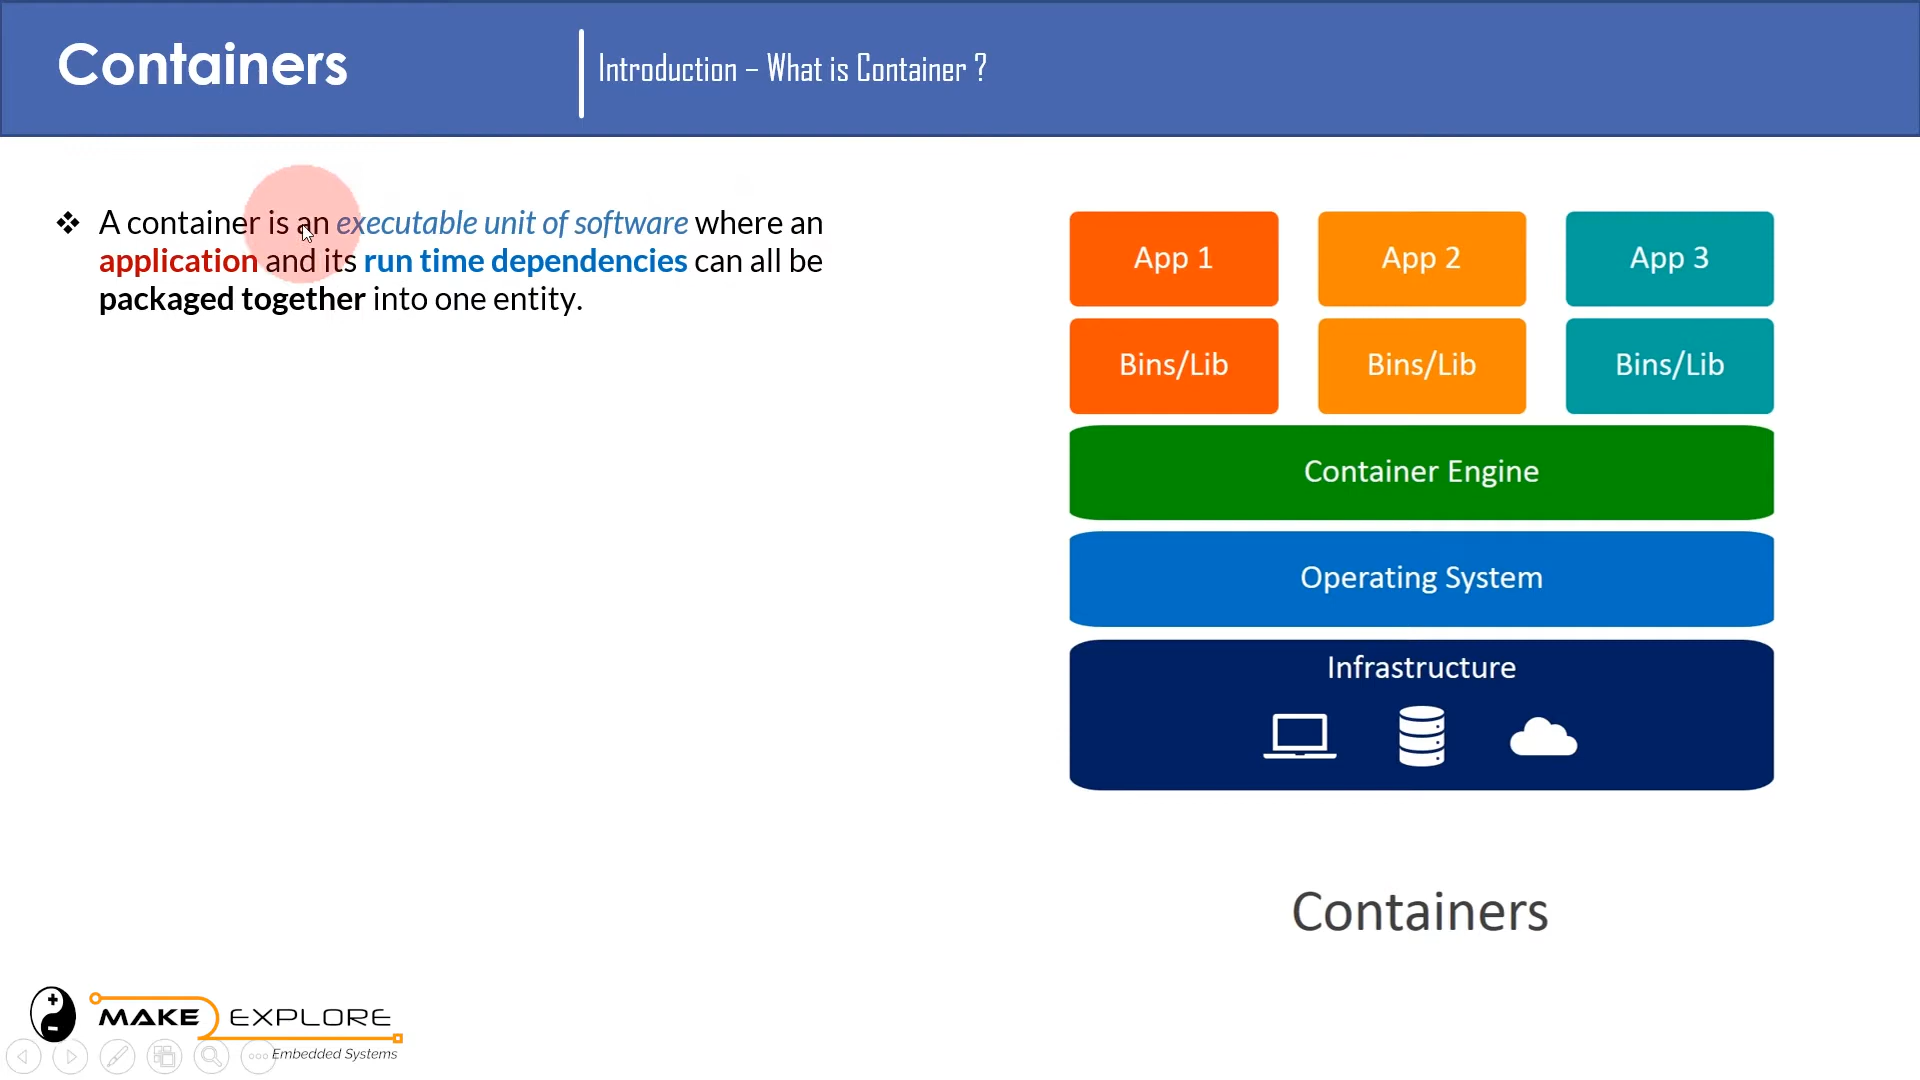 Containers
Introduction – What is Container ?
❖ A container is an executable unit of software where an
application and its run time dependencies can all be
packaged together into one entity.
App 1
App 2
App 3
Bins/Lib
Bins/Lib
Bins/Lib
Container Engine
Operating System
Infrastructure
Containers
MAKE EXPLORE
Embedded Systems